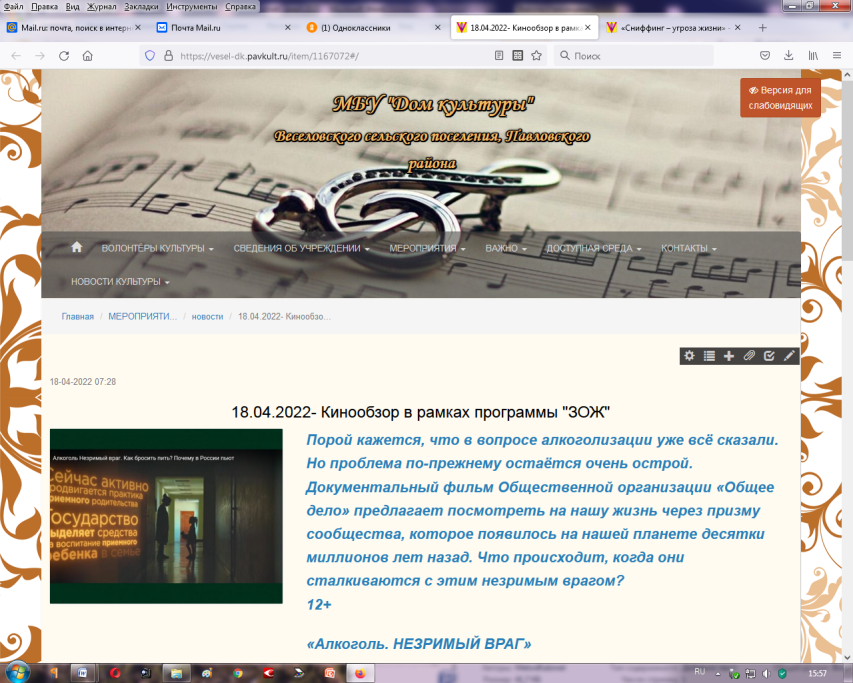 Файл Правка Вид Журнал Закладки Инструменты Справка
Mail.ru: почта, поиск в интерн
Почта Mail.ru
(1) Одноклассники
18.04.2022- Кинообзор в рамк
«Сниффинг – угроза жизни» -
https://vesel-dk.pavkult.ru/item/1167072#/
Поиск
Версия для
слабовидящих
МБУ "Дом культуры"
Веселовского сельского поселения, Павловского
района
ВОЛОНТЕРЫ КУЛЬТУРЫ
СВЕДЕНИЯ ОБ УЧРЕЖДЕНИИ
МЕРОПРИЯТИЯ
ВАЖНО
ДОСТУПНАЯ СРЕДА
КОНТАКТЫ
НОВОСТИ КУЛЬТУРЫ
Главная / МЕРОПРИЯТИ... / новости / 18.04.2022- Кинообзо...
18-04-2022 07:28
18.04.2022- Кинообзор в рамках программы "ЗОЖ"
Алкоголь Незримый враг. Как бросить пить? Почему в России пьют
Сейчас активно
родвигается практика
приемного родительства
Государство
ыделяет средства
а воспитание приемного
ебенка в семье
Порой кажется, что в вопросе алкоголизации уже всё сказали.
Но проблема по-прежнему остаётся очень острой.
Документальный фильм Общественной организации «Общее
дело» предлагает посмотреть на нашу жизнь через призму
сообщества, которое появилось на нашей планете десятки
миллионов лет назад. Что происходит, когда они
сталкиваются с этим незримым врагом?
12+
«Алкоголь. НЕЗРИМЫЙ ВРАГ»
RU
15:57